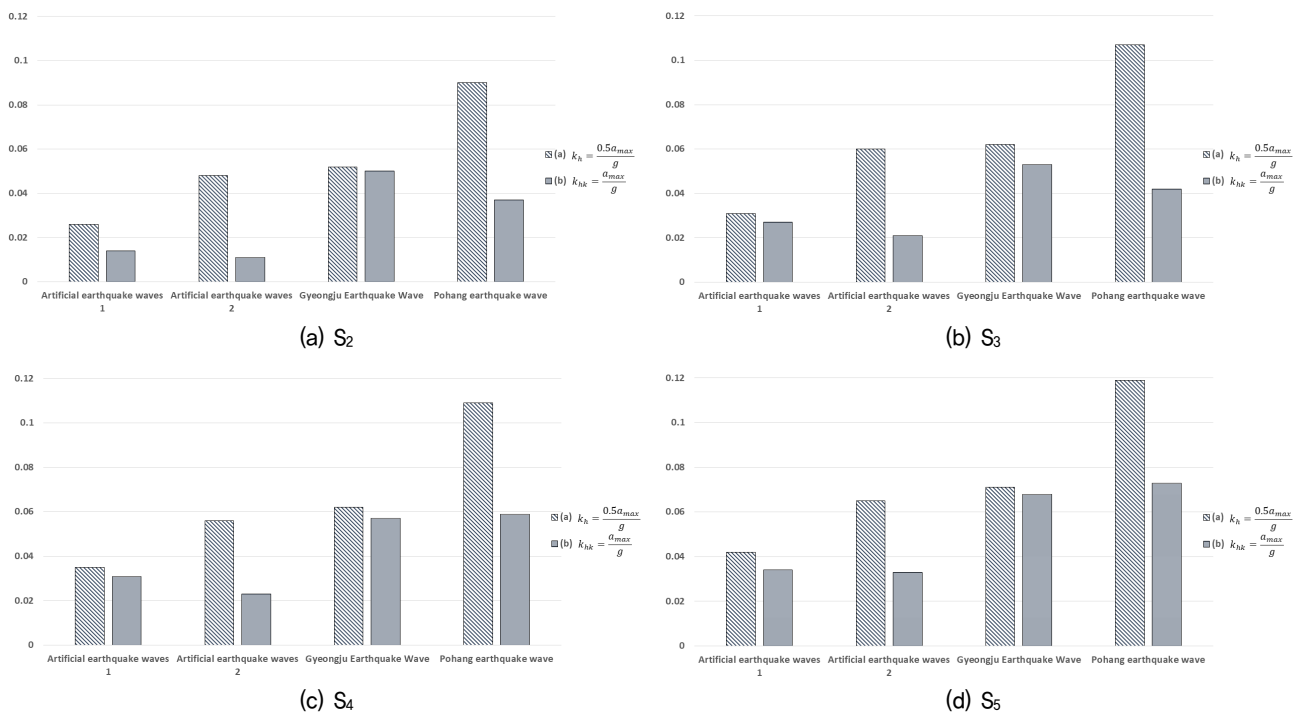 0.12
0.1
0.08
0.06
0.04
0.02
0
Artificial earthquake waves
1
Artificial earthquake waves
2
Gyeongju Earthquake Wave
Pohang earthquake wave
(a) k_h = 0.5a_max / g
(b) k_hk = a_max / g
(a) S₂
0.12
0.1
0.08
0.06
0.04
0.02
0
Artificial earthquake waves
1
Artificial earthquake waves
2
Gyeongju Earthquake Wave
Pohang earthquake wave
(a) k_h = 0.5a_max / g
(b) k_hk = a_max / g
(b) S₃
0.12
0.1
0.08
0.06
0.04
0.02
0
Artificial earthquake waves
1
Artificial earthquake waves
2
Gyeongju Earthquake Wave
Pohang earthquake wave
(a) k_h = 0.5a_max / g
(b) k_hk = a_max / g
(c) S₄
0.12
0.1
0.08
0.06
0.04
0.02
0
Artificial earthquake waves
1
Artificial earthquake waves
2
Gyeongju Earthquake Wave
Pohang earthquake wave
(a) k_h = 0.5a_max / g
(b) k_hk = a_max / g
(d) S₅